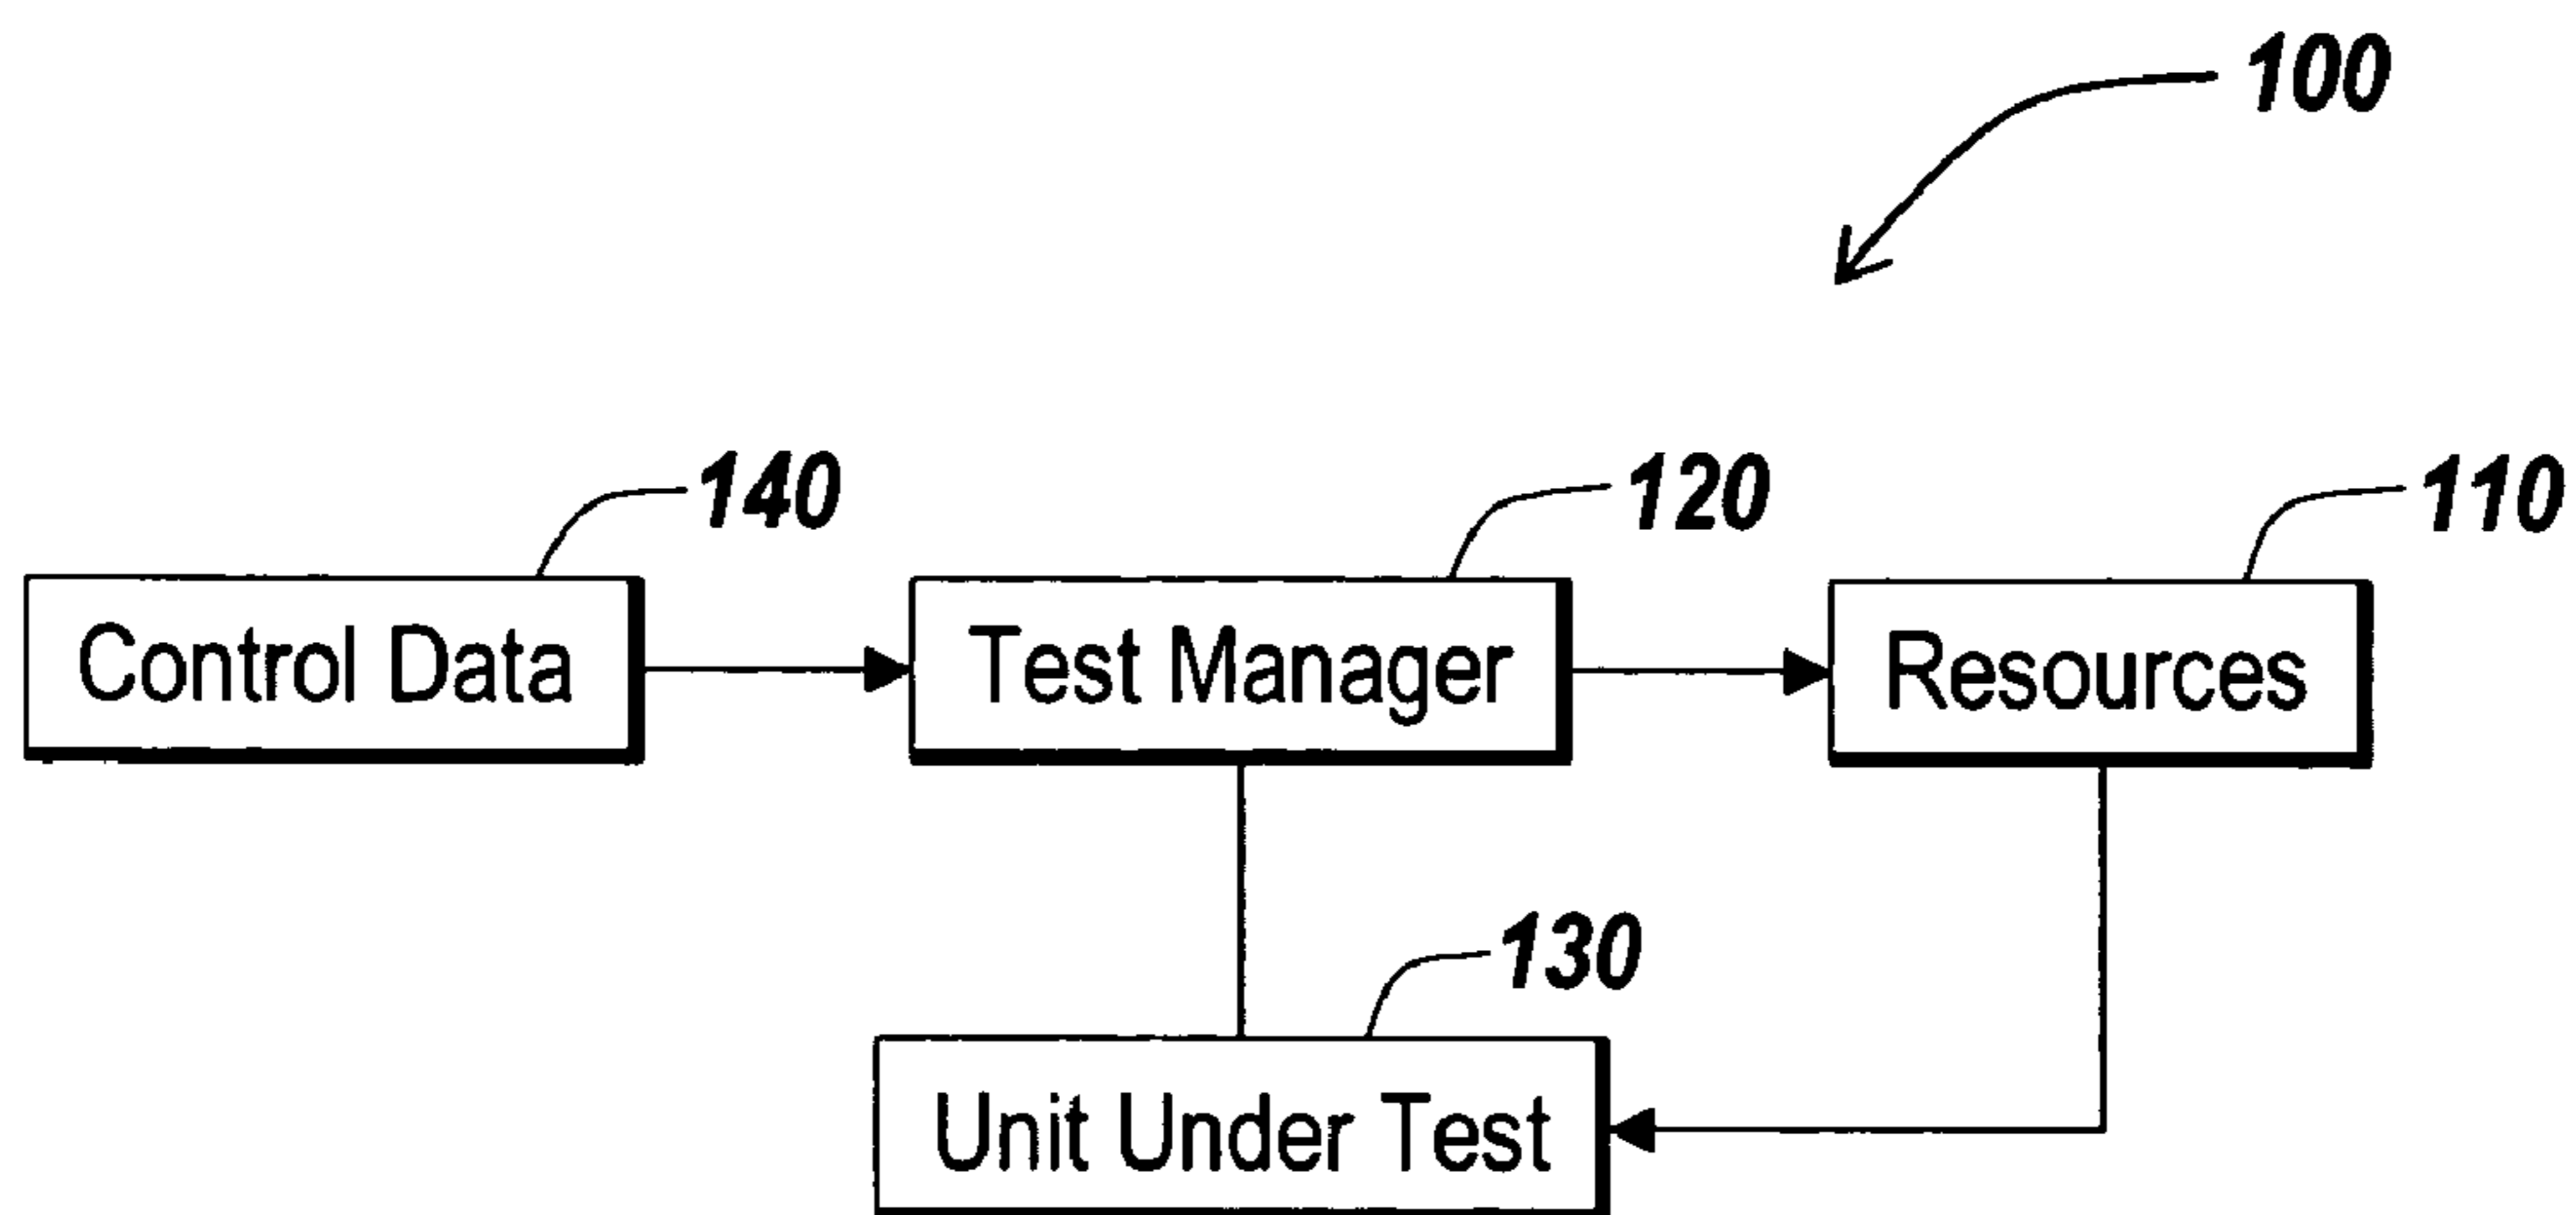 100
140
120
110
Control Data
Test Manager
Resources
130
Unit Under Test